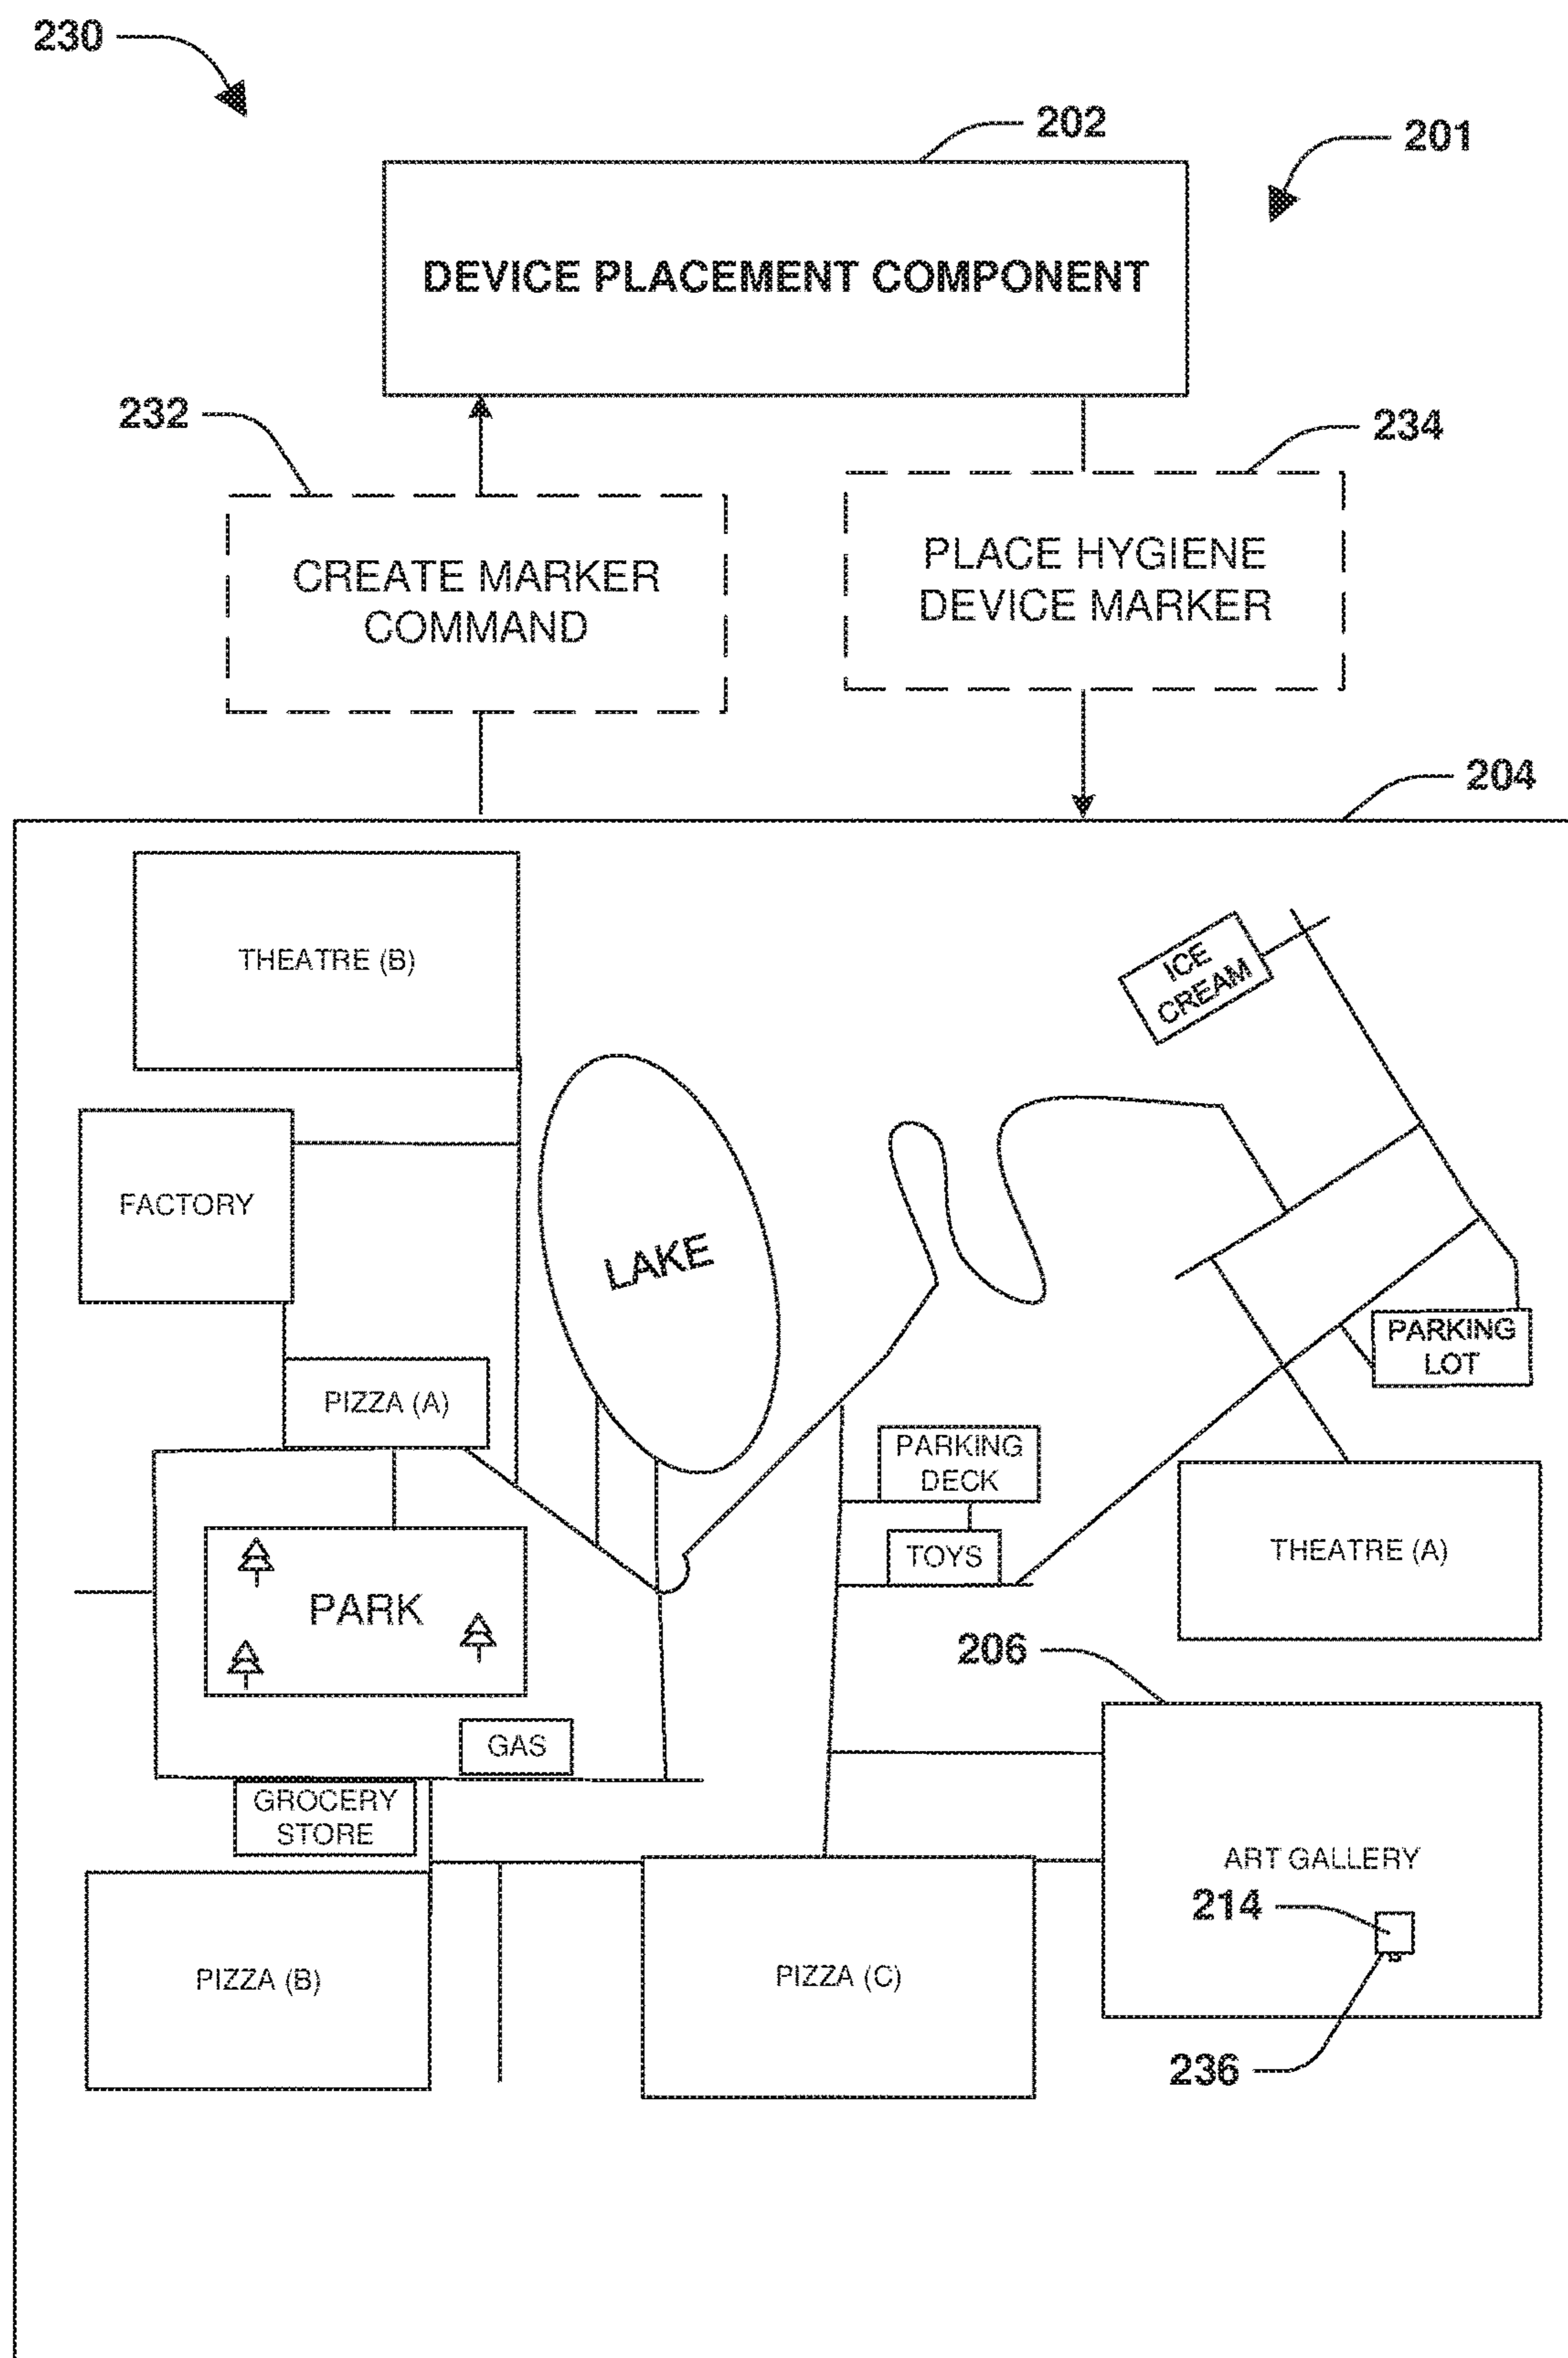 230
202
201
DEVICE PLACEMENT COMPONENT
232
234
CREATE MARKER
COMMAND
PLACE HYGIENE
DEVICE MARKER
204
THEATRE (B)
ICE
CREAM
FACTORY
LAKE
PARKING
LOT
PIZZA (A)
PARKING
DECK
TOYS
THEATRE (A)
PARK
206
GAS
GROCERY
STORE
ART GALLERY
214
PIZZA (B)
PIZZA (C)
236